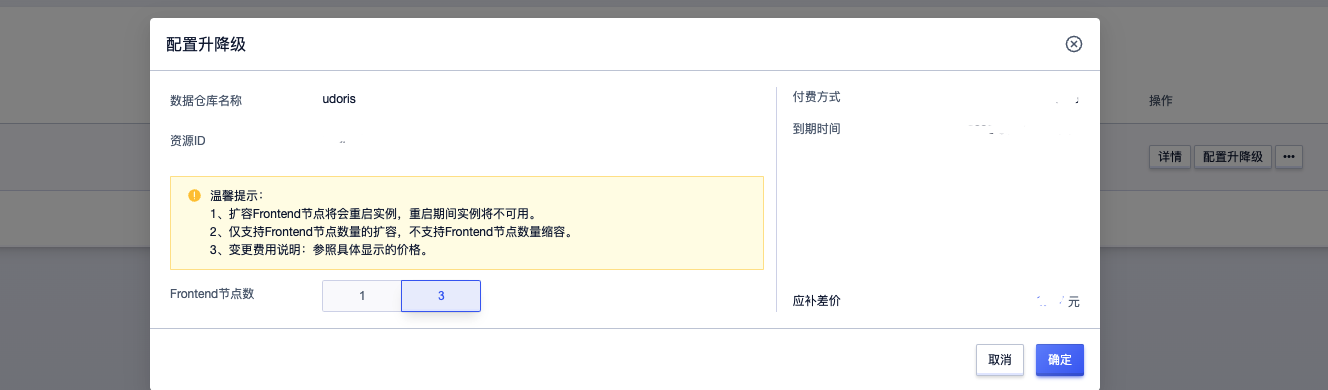 配置升降级
数据仓库名称 udoris
资源ID
温馨提示：
1、扩容Frontend节点将会重启实例，重启期间实例将不可用。
2、仅支持Frontend节点数量的扩容，不支持Frontend节点数量缩容。
3、变更费用说明：参照具体显示的价格。
Frontend节点数 1 3
付费方式
到期时间
应补差价 元
取消 确定
操作
详情 配置升降级 •••